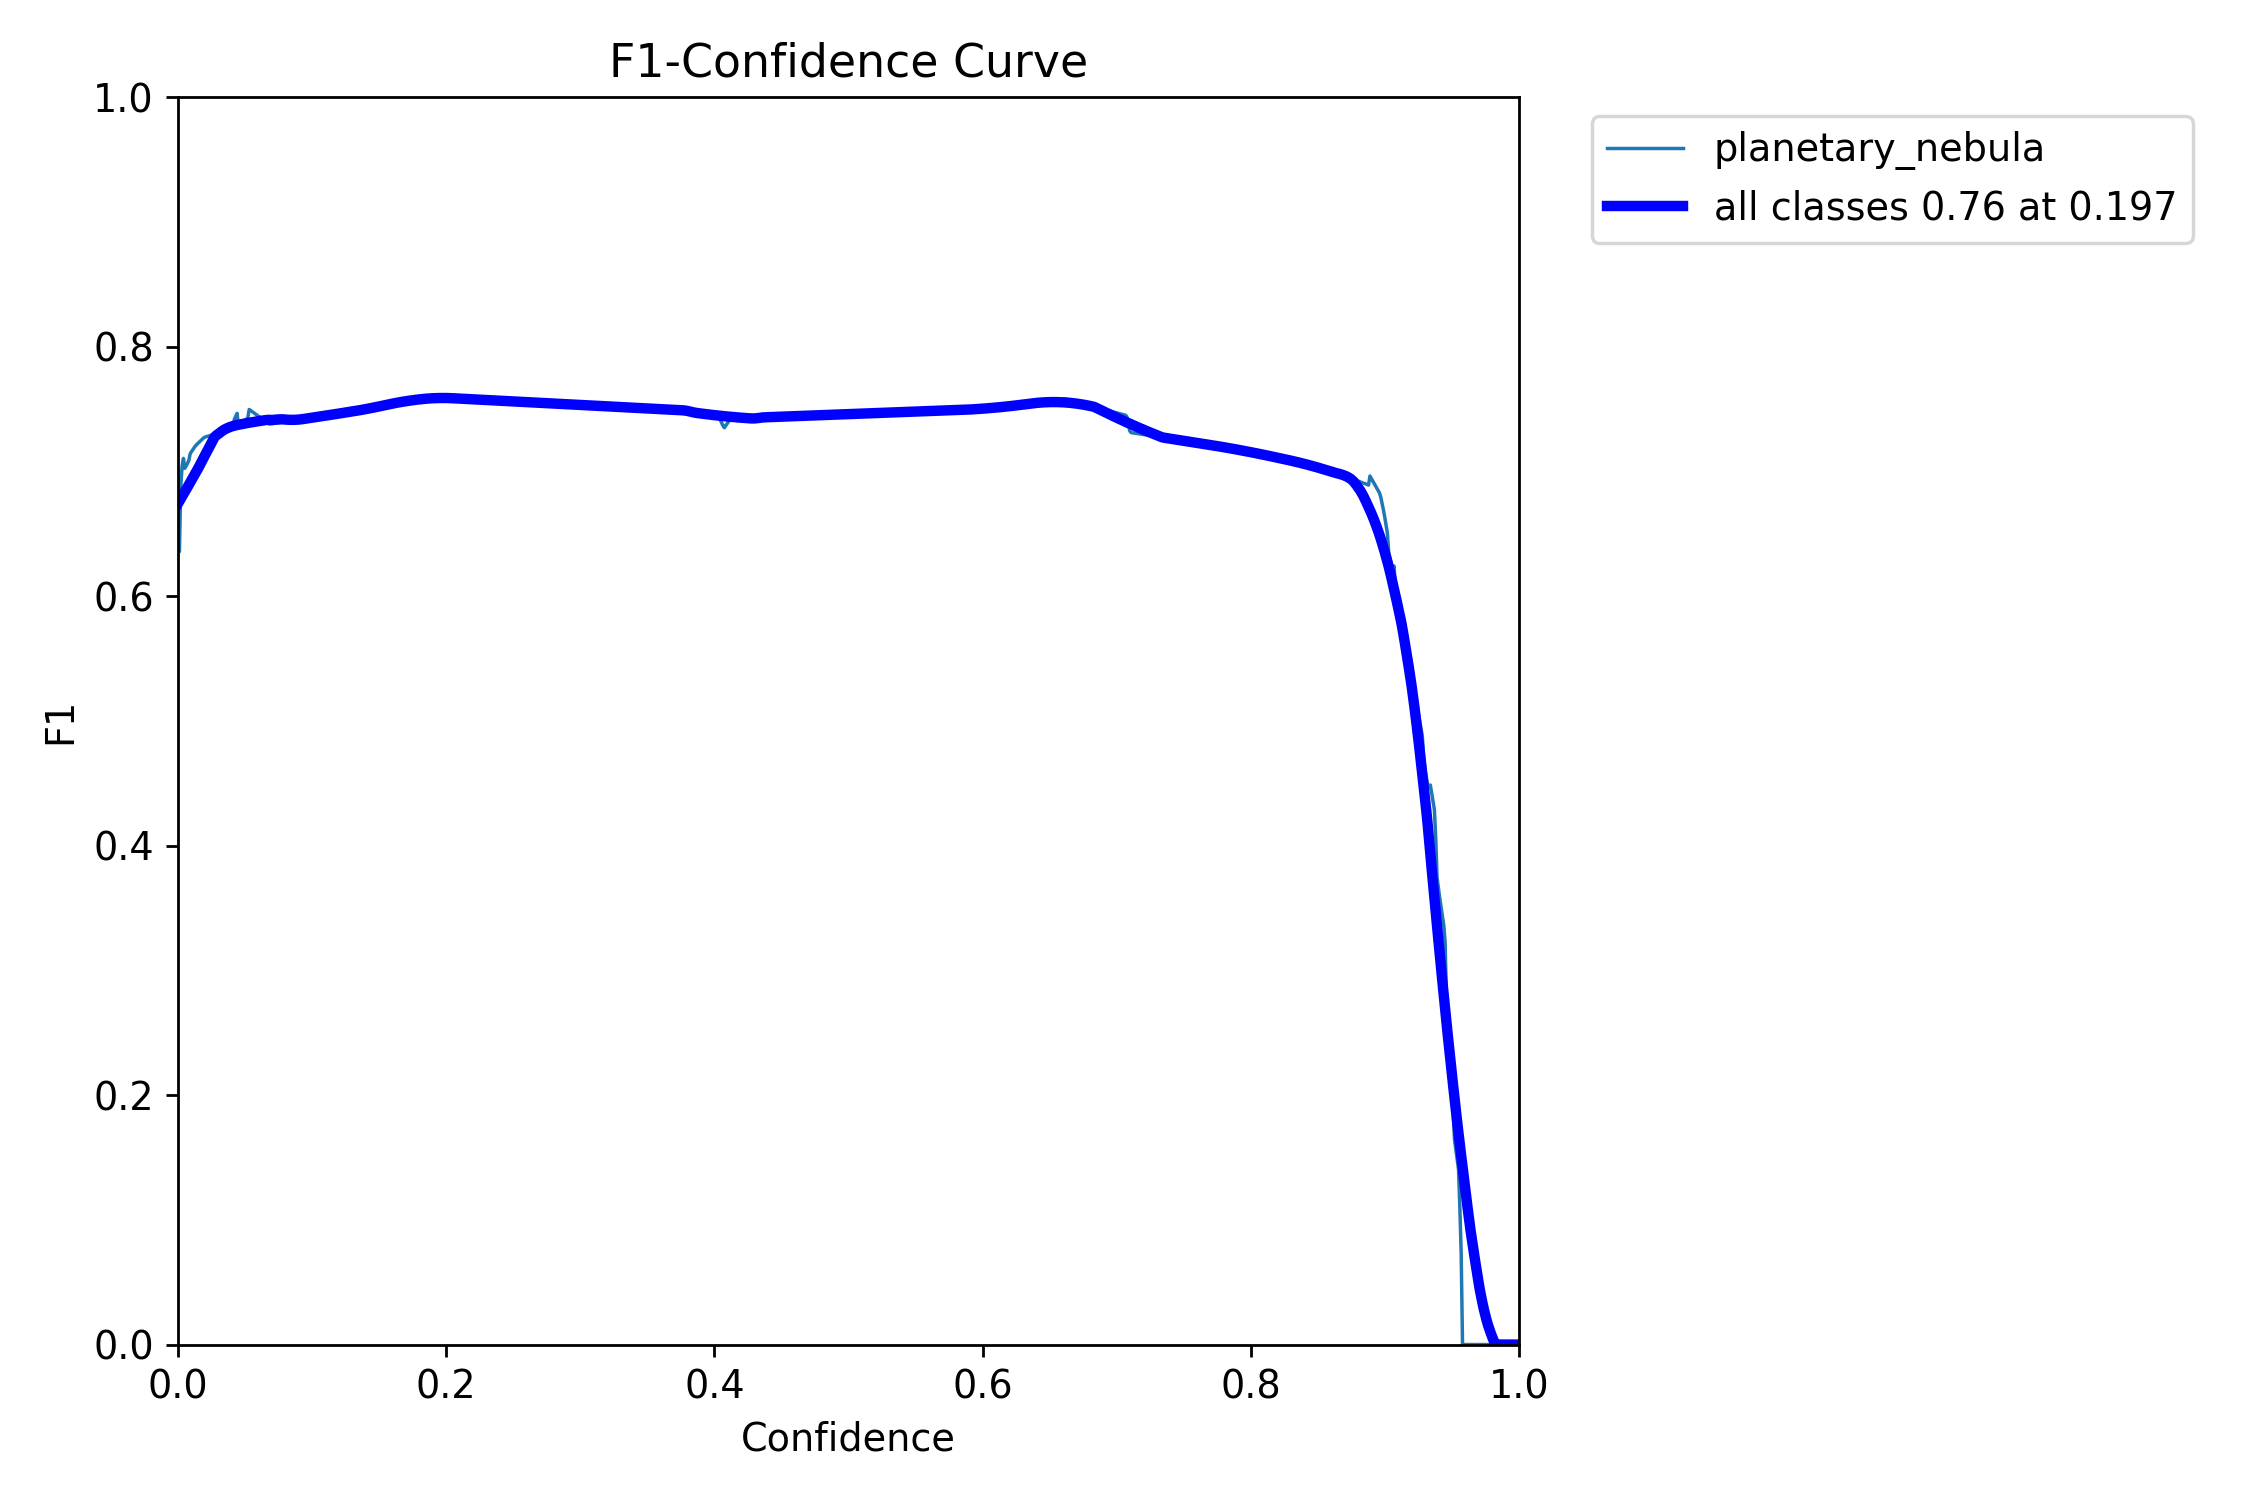 F1-Confidence Curve
1.0
0.8
0.6
0.4
0.2
0.0
F1
0.0 0.2 0.4 0.6 0.8 1.0
Confidence
planetary_nebula
all classes 0.76 at 0.197